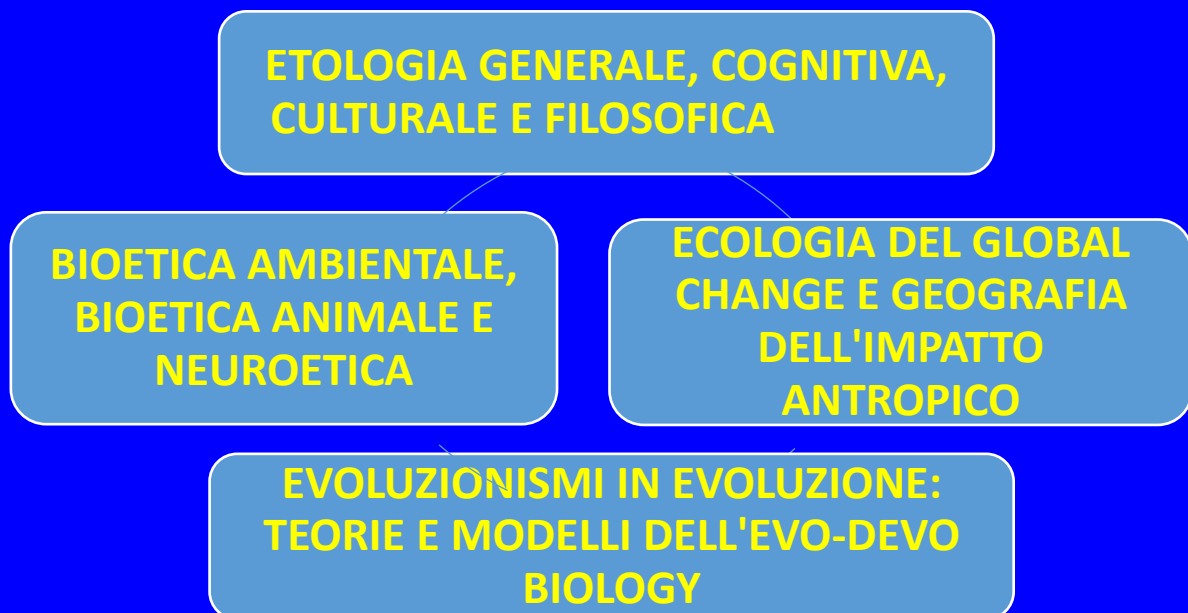 ETOLOGIA GENERALE, COGNITIVA,
CULTURALE E FILOSOFICA
BIOETICA AMBIENTALE,
BIOETICA ANIMALE E
NEUROETICA
ECOLOGIA DEL GLOBAL
CHANGE E GEOGRAFIA
DELL'IMPATTO
ANTROPICO
EVOLUZIONISMI IN EVOLUZIONE:
TEORIE E MODELLI DELL'EVO-DEVO
BIOLOGY